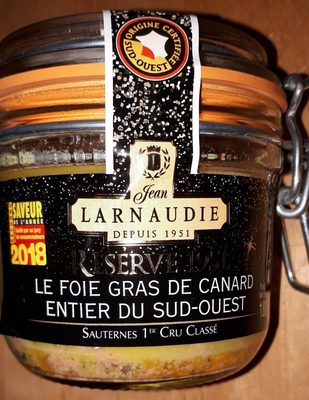 ORIGINE CERTIFIÉE
SUD-OUEST
Jean
LARNAUDIE
DEPUIS 1951
RÉSERVE
SAVEUR
DE L'ANNÉE
2018
LE FOIE GRAS DE CANARD
ENTIER DU SUD-OUEST
SAUTERNES 1ER CRU CLASSÉ